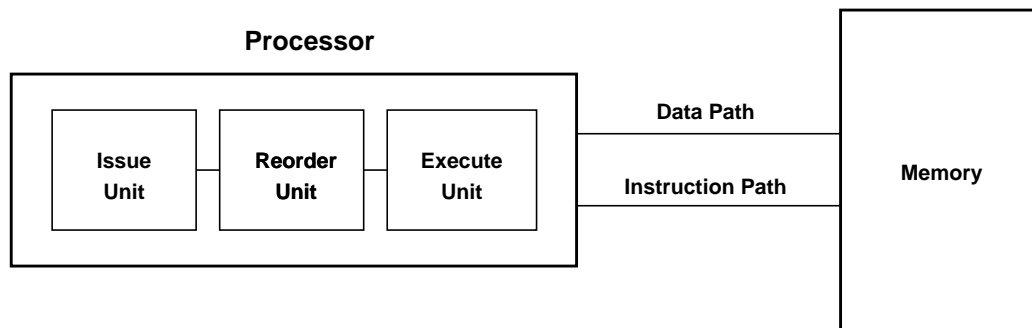 Processor
Issue
Unit
Reorder
Unit
Execute
Unit
Data Path
Instruction Path
Memory